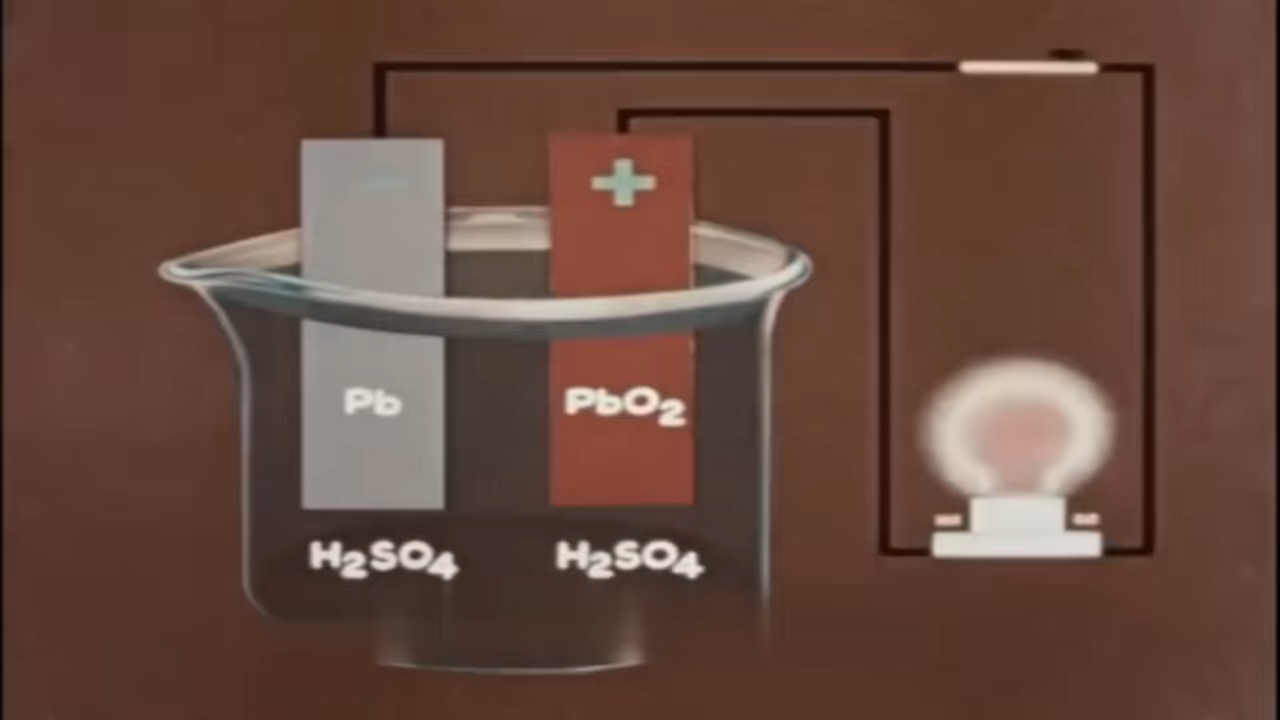 +
Pb PbO₂
H₂SO₄ H₂SO₄